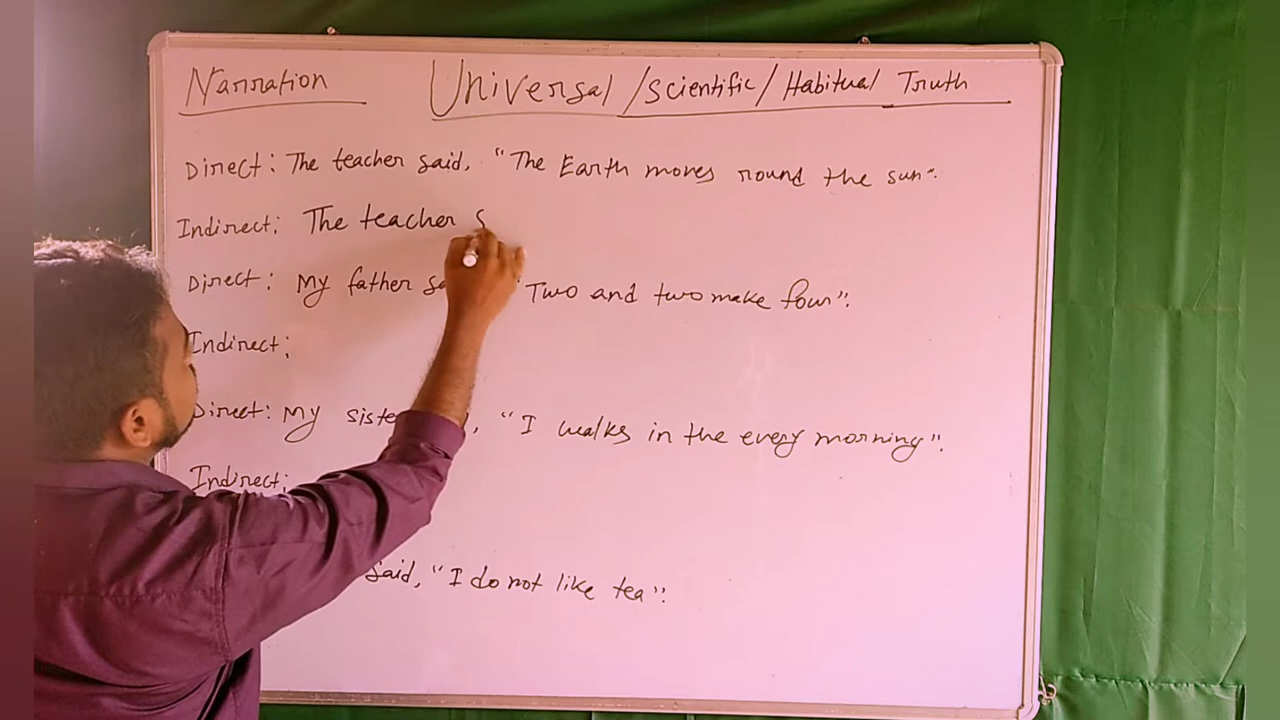 Narration Universal/Scientific/Habitual Truth
Direct: The teacher said, "The Earth moves round the sun".
Indirect: The teacher s
Direct: My father sa "Two and two make four".
Indirect:
Direct: My siste , "I walks in the every morning".
Indirect:
said, "I do not like tea".